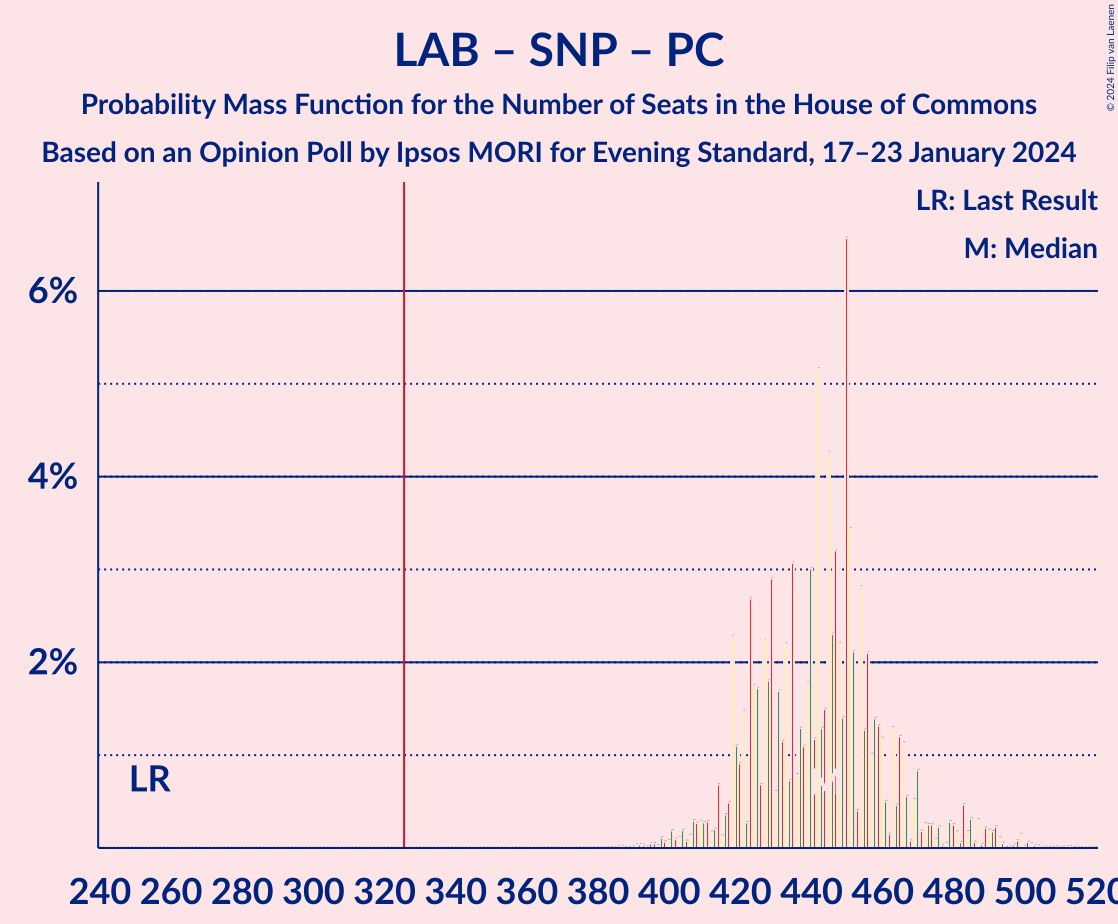 LAB – SNP – PC
Probability Mass Function for the Number of Seats in the House of Commons
Based on an Opinion Poll by Ipsos MORI for Evening Standard, 17–23 January 2024
© 2024 Filip van Laenen
LR: Last Result
M: Median
6%
4%
2%
LR
240 260 280 300 320 340 360 380 400 420 440 460 480 500 520